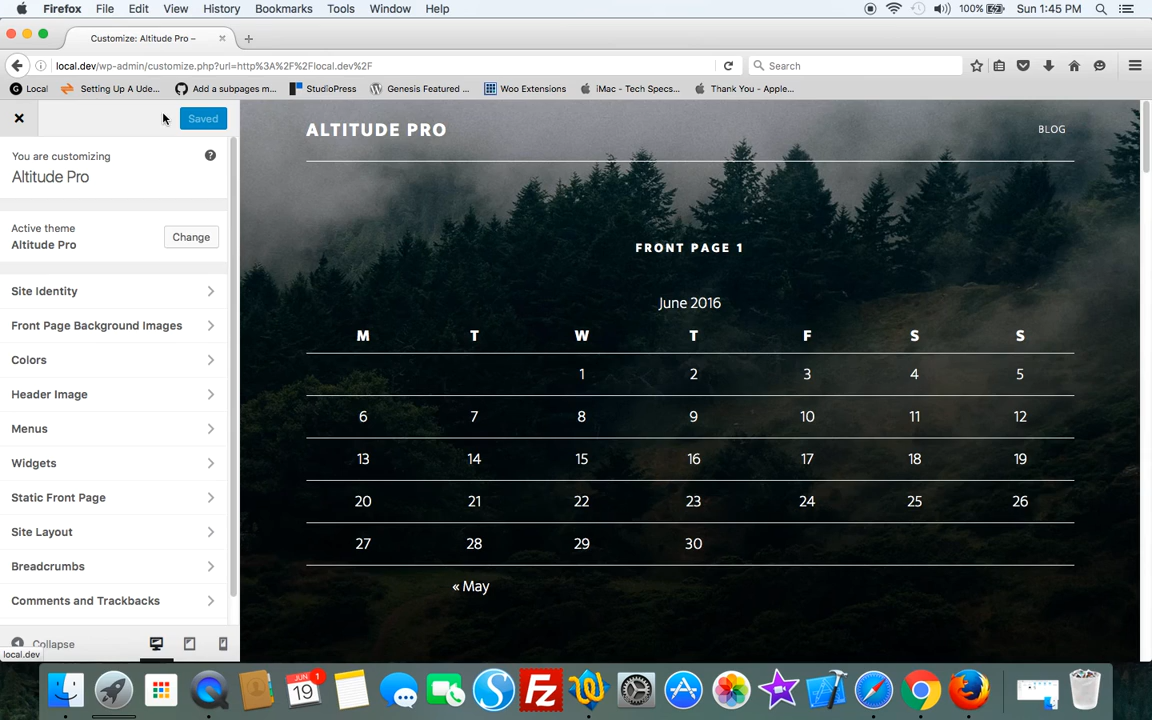 Firefox File Edit View History Bookmarks Tools Window Help 100% Sun 1:45 PM
Customize: Altitude Pro –
local.dev/wp-admin/customize.php?url=http%3A%2F%2Flocal.dev%2F Search
Local Setting Up A Ude... Add a subpages m... StudioPress Genesis Featured ... Woo Extensions iMac - Tech Specs... Thank You - Apple...
Saved
You are customizing
Altitude Pro
Active theme
Altitude Pro
Change
Site Identity
Front Page Background Images
Colors
Header Image
Menus
Widgets
Static Front Page
Site Layout
Breadcrumbs
Comments and Trackbacks
Collapse
local.dev
ALTITUDE PRO BLOG
FRONT PAGE 1
June 2016
M T W T F S S
1 2 3 4 5
6 7 8 9 10 11 12
13 14 15 16 17 18 19
20 21 22 23 24 25 26
27 28 29 30
« May
JUN 19 1